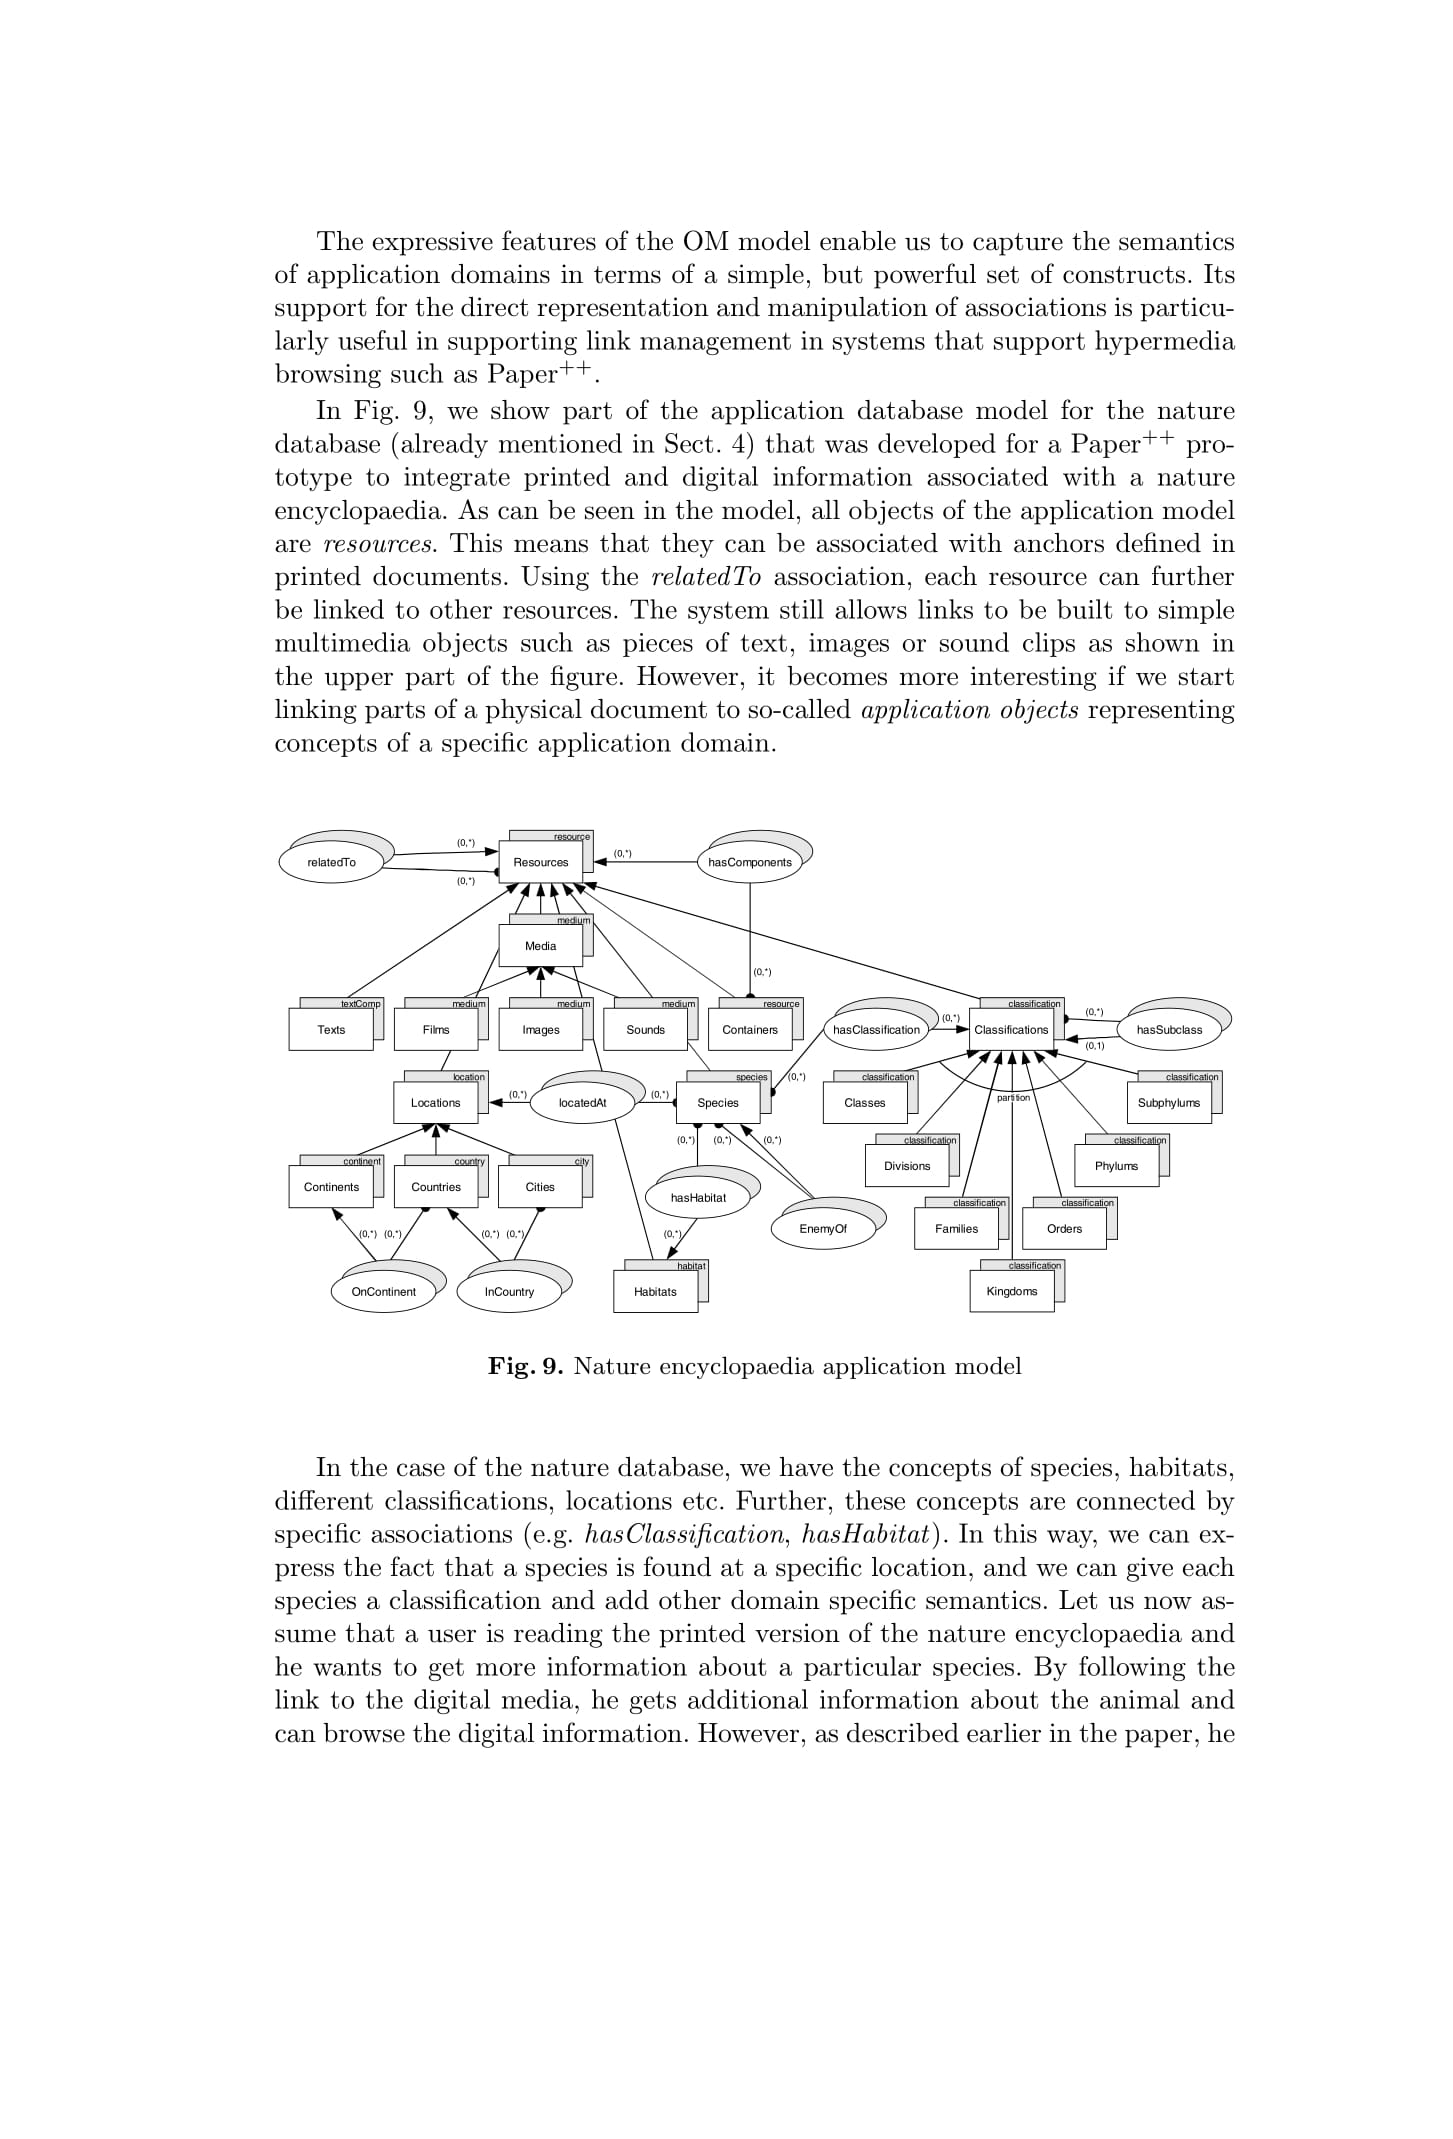 The expressive features of the OM model enable us to capture the semantics
of application domains in terms of a simple, but powerful set of constructs. Its
support for the direct representation and manipulation of associations is particu-
larly useful in supporting link management in systems that support hypermedia
browsing such as Paper++.
In Fig. 9, we show part of the application database model for the nature
database (already mentioned in Sect. 4) that was developed for a Paper++ pro-
totype to integrate printed and digital information associated with a nature
encyclopaedia. As can be seen in the model, all objects of the application model
are resources. This means that they can be associated with anchors defined in
printed documents. Using the relatedTo association, each resource can further
be linked to other resources. The system still allows links to be built to simple
multimedia objects such as pieces of text, images or sound clips as shown in
the upper part of the figure. However, it becomes more interesting if we start
linking parts of a physical document to so-called application objects representing
concepts of a specific application domain.
resource
(0,*)
(0,*)
relatedTo
Resources
hasComponents
(0,*)
medium
Media
(0,*)
textComp
medium
medium
medium
resource
classification
(0,*)
(0,*)
Texts
Films
Images
Sounds
Containers
hasClassification
Classifications
hasSubclass
(0,1)
location
species
(0,*)
classification
classification
(0,*)
(0,*)
Locations
locatedAt
Species
Classes
partition
Subphylums
(0,*)
(0,*)
(0,*)
classification
classification
continent
country
city
Divisions
Phylums
Continents
Countries
Cities
hasHabitat
classification
classification
EnemyOf
Families
Orders
(0,*)
(0,*)
(0,*)
(0,*)
(0,*)
habitat
classification
OnContinent
InCountry
Habitats
Kingdoms
Fig. 9. Nature encyclopaedia application model
In the case of the nature database, we have the concepts of species, habitats,
different classifications, locations etc. Further, these concepts are connected by
specific associations (e.g. hasClassification, hasHabitat). In this way, we can ex-
press the fact that a species is found at a specific location, and we can give each
species a classification and add other domain specific semantics. Let us now as-
sume that a user is reading the printed version of the nature encyclopaedia and
he wants to get more information about a particular species. By following the
link to the digital media, he gets additional information about the animal and
can browse the digital information. However, as described earlier in the paper, he